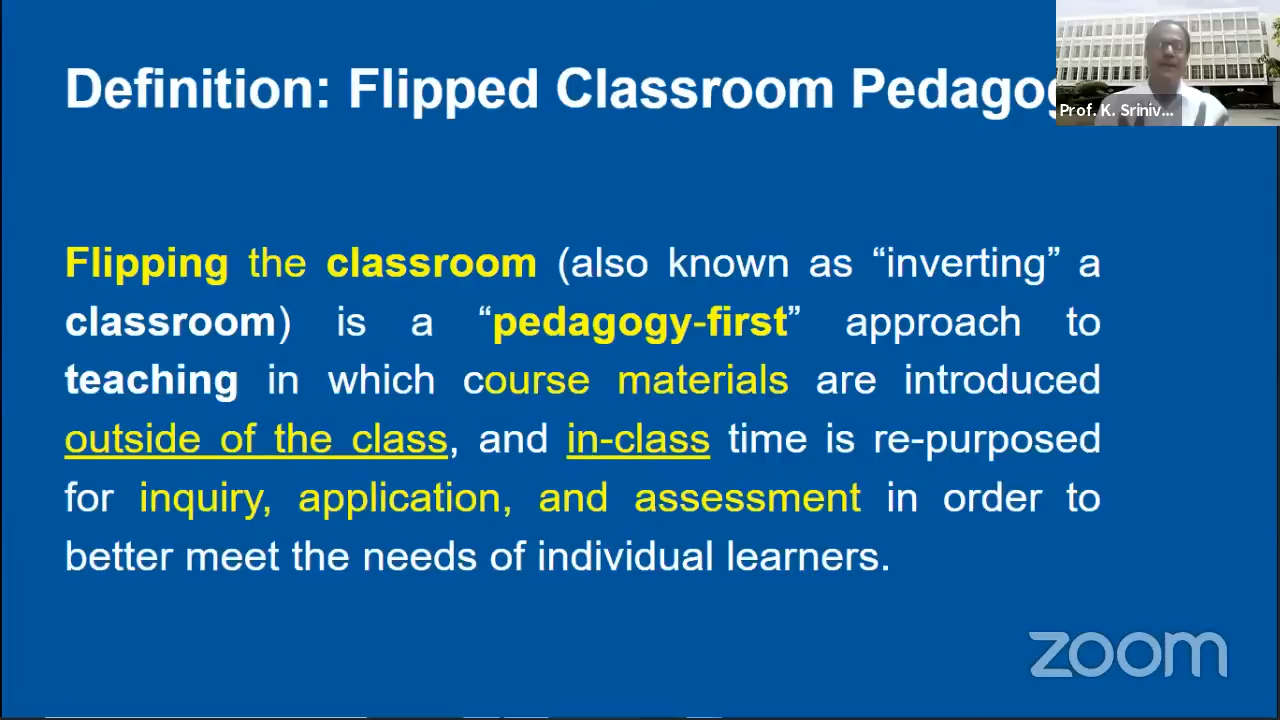 Definition: Flipped Classroom Pedagog
Prof. K. Sriniv...
Flipping the classroom (also known as “inverting” a
classroom) is a “pedagogy-first” approach to
teaching in which course materials are introduced
outside of the class, and in-class time is re-purposed
for inquiry, application, and assessment in order to
better meet the needs of individual learners.
zoom